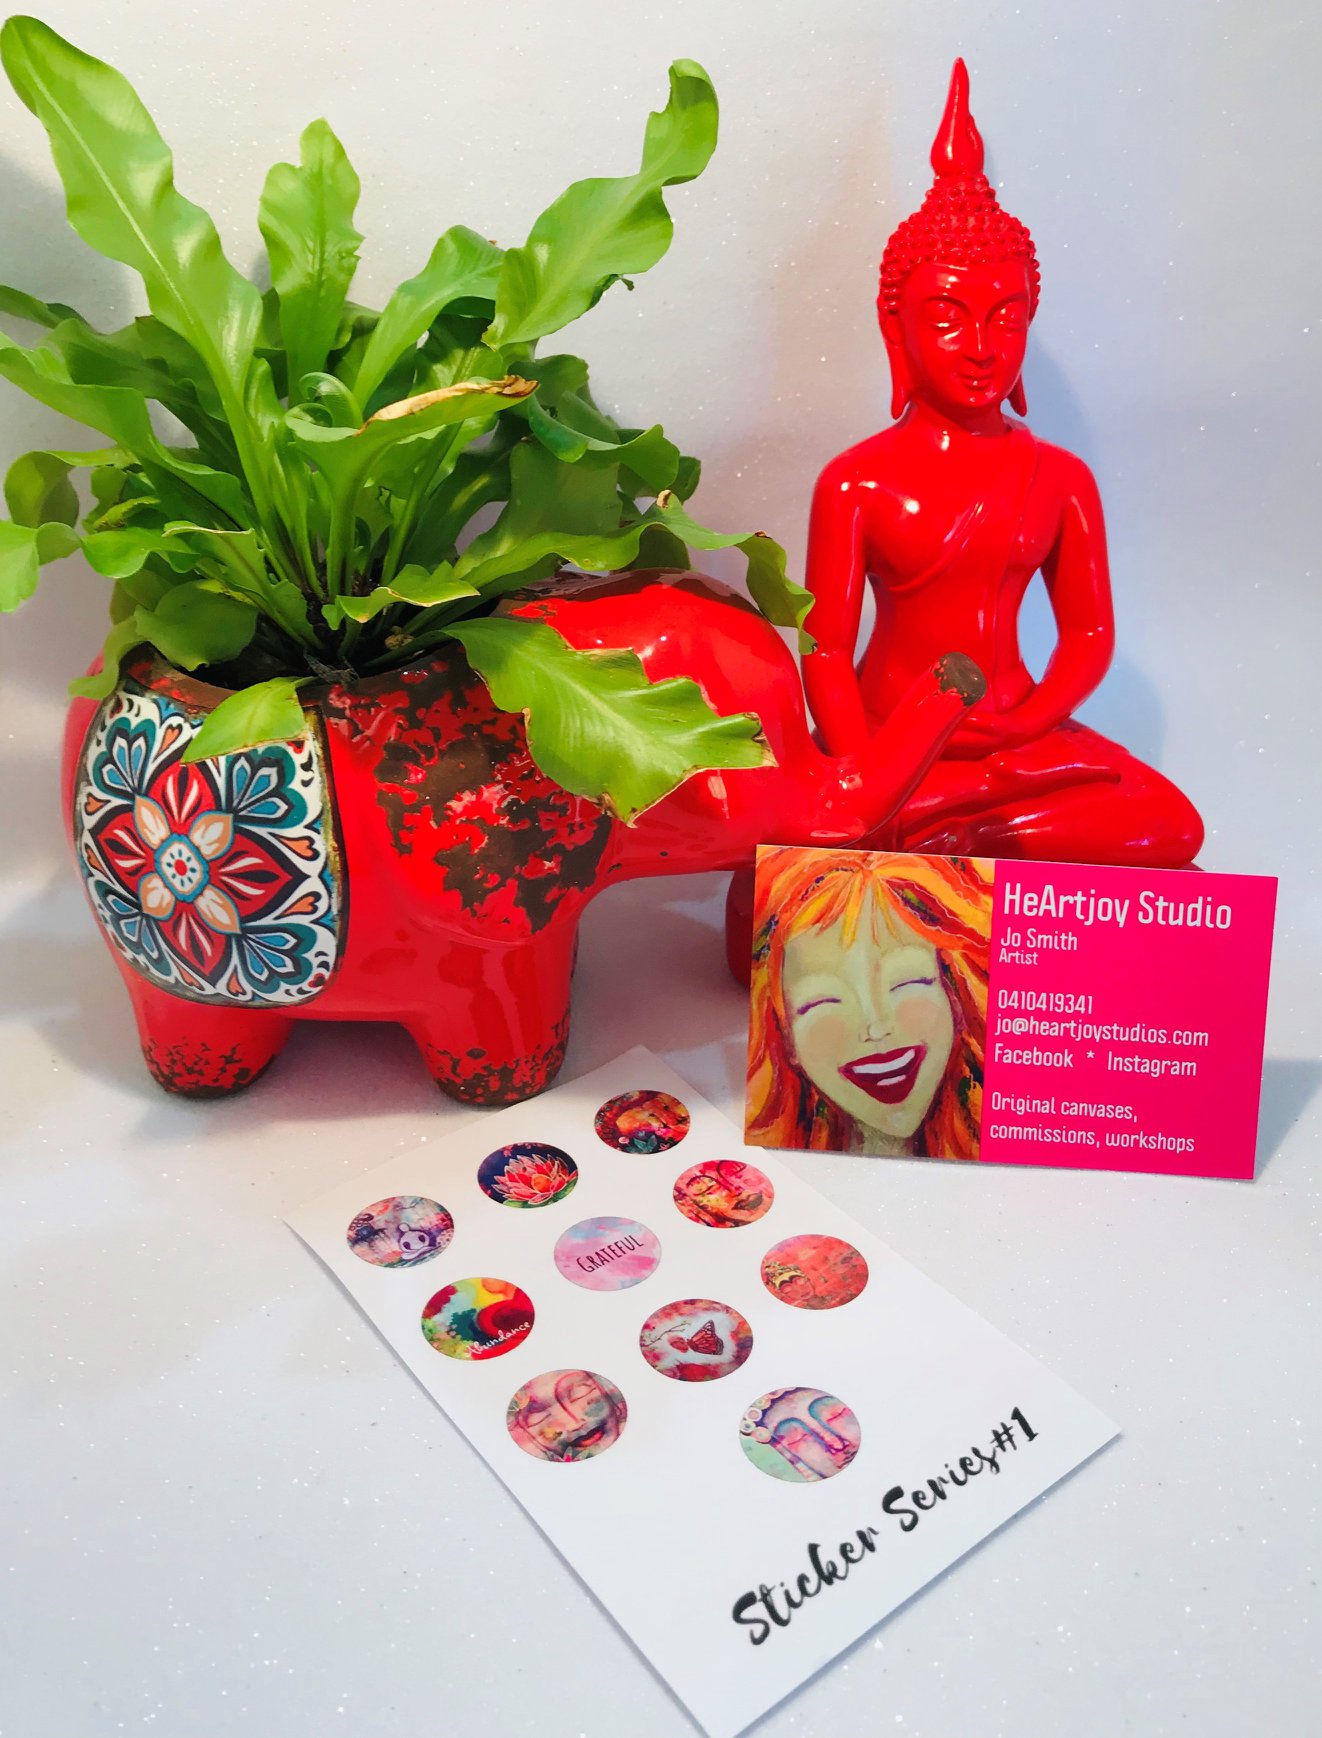 HeArtjoy Studio
Jo Smith
Artist
0410419341
jo@heartjoystudios.com
Facebook * Instagram
Original canvases,
commissions, workshops
GRATEFUL
Abundance
Sticker Series#1